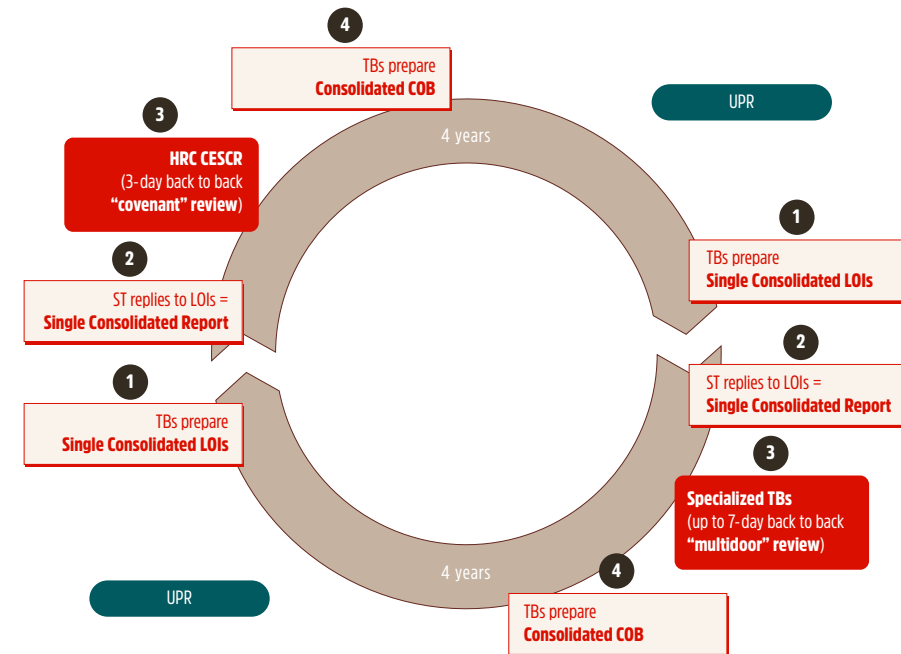 4
TBs prepare
Consolidated COB
UPR
4 years
3
HRC CESCR
(3-day back to back
“covenant” review)
1
TBs prepare
Single Consolidated LOIs
2
ST replies to LOIs =
Single Consolidated Report
2
ST replies to LOIs =
Single Consolidated Report
1
TBs prepare
Single Consolidated LOIs
3
Specialized TBs
(up to 7-day back to back
“multidoor” review)
4 years
4
UPR
TBs prepare
Consolidated COB